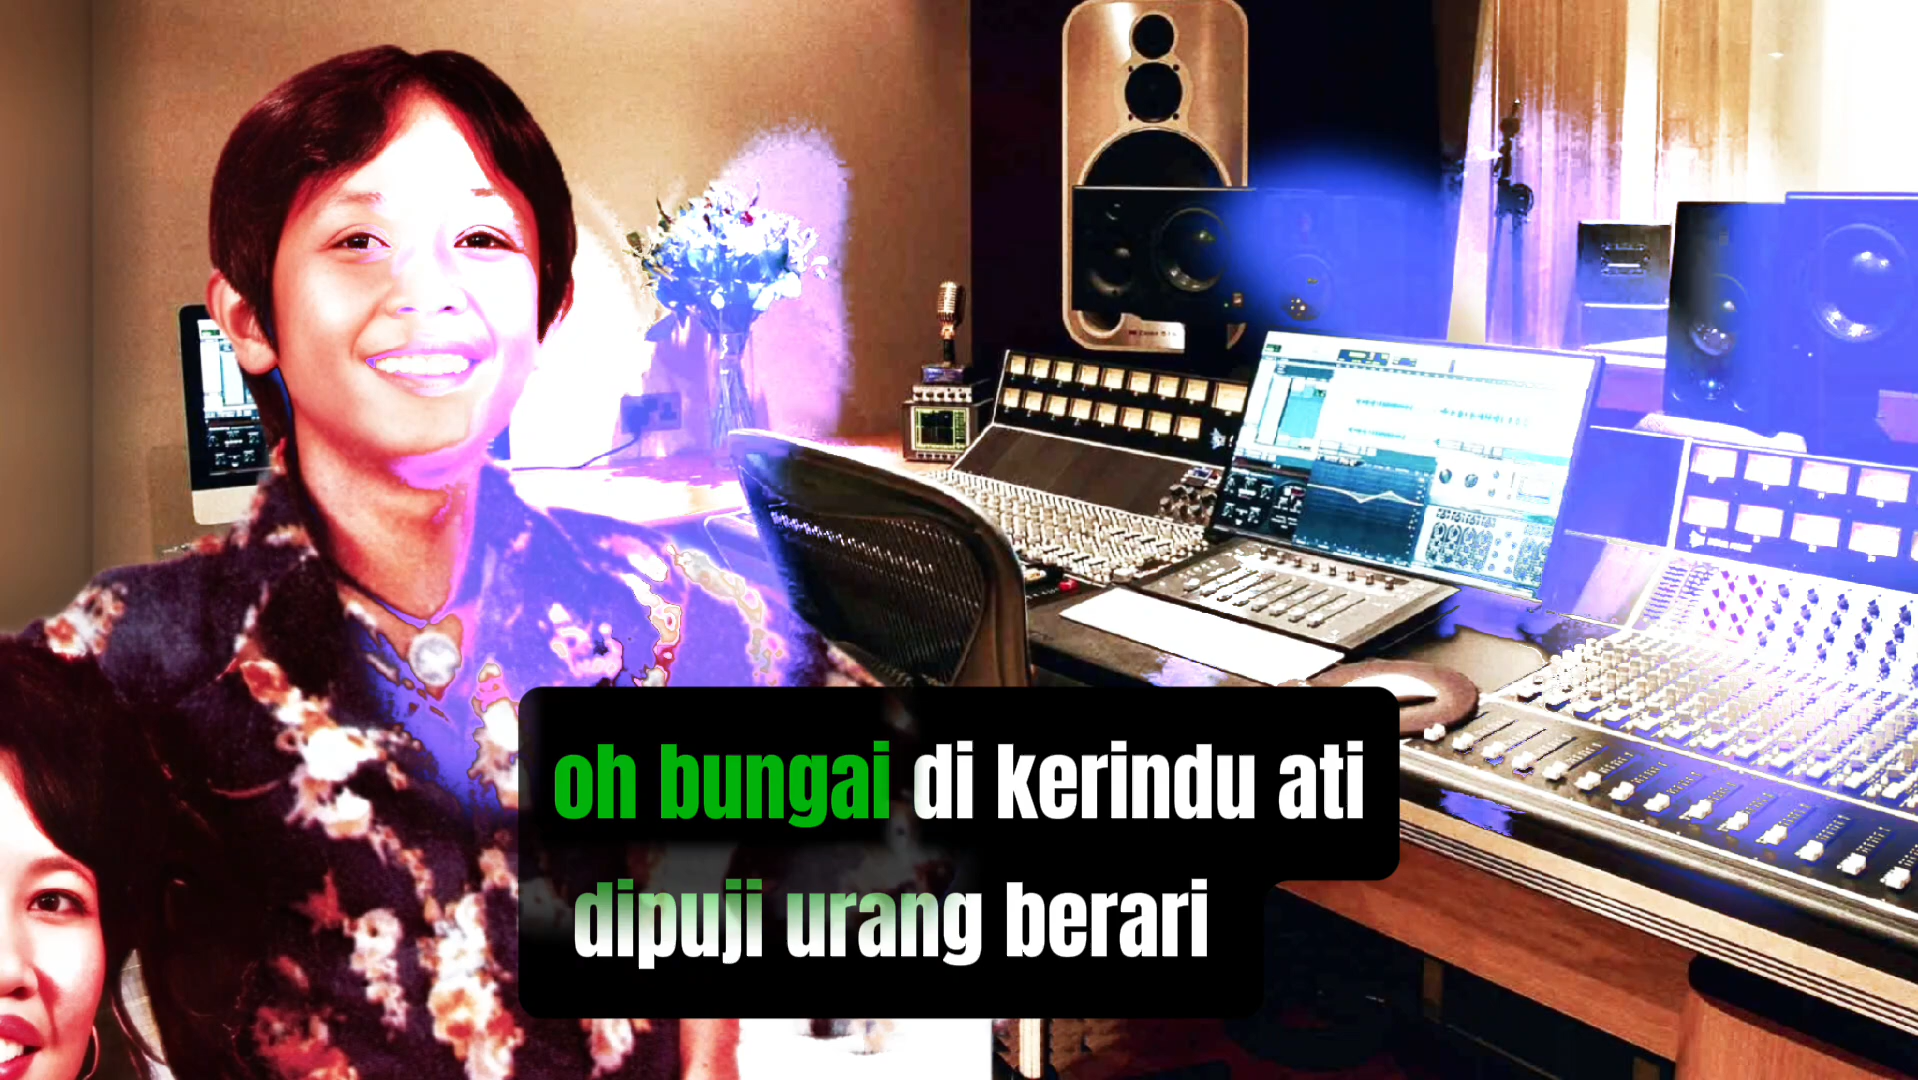 oh bungai di kerindu ati
dipuji urang berari